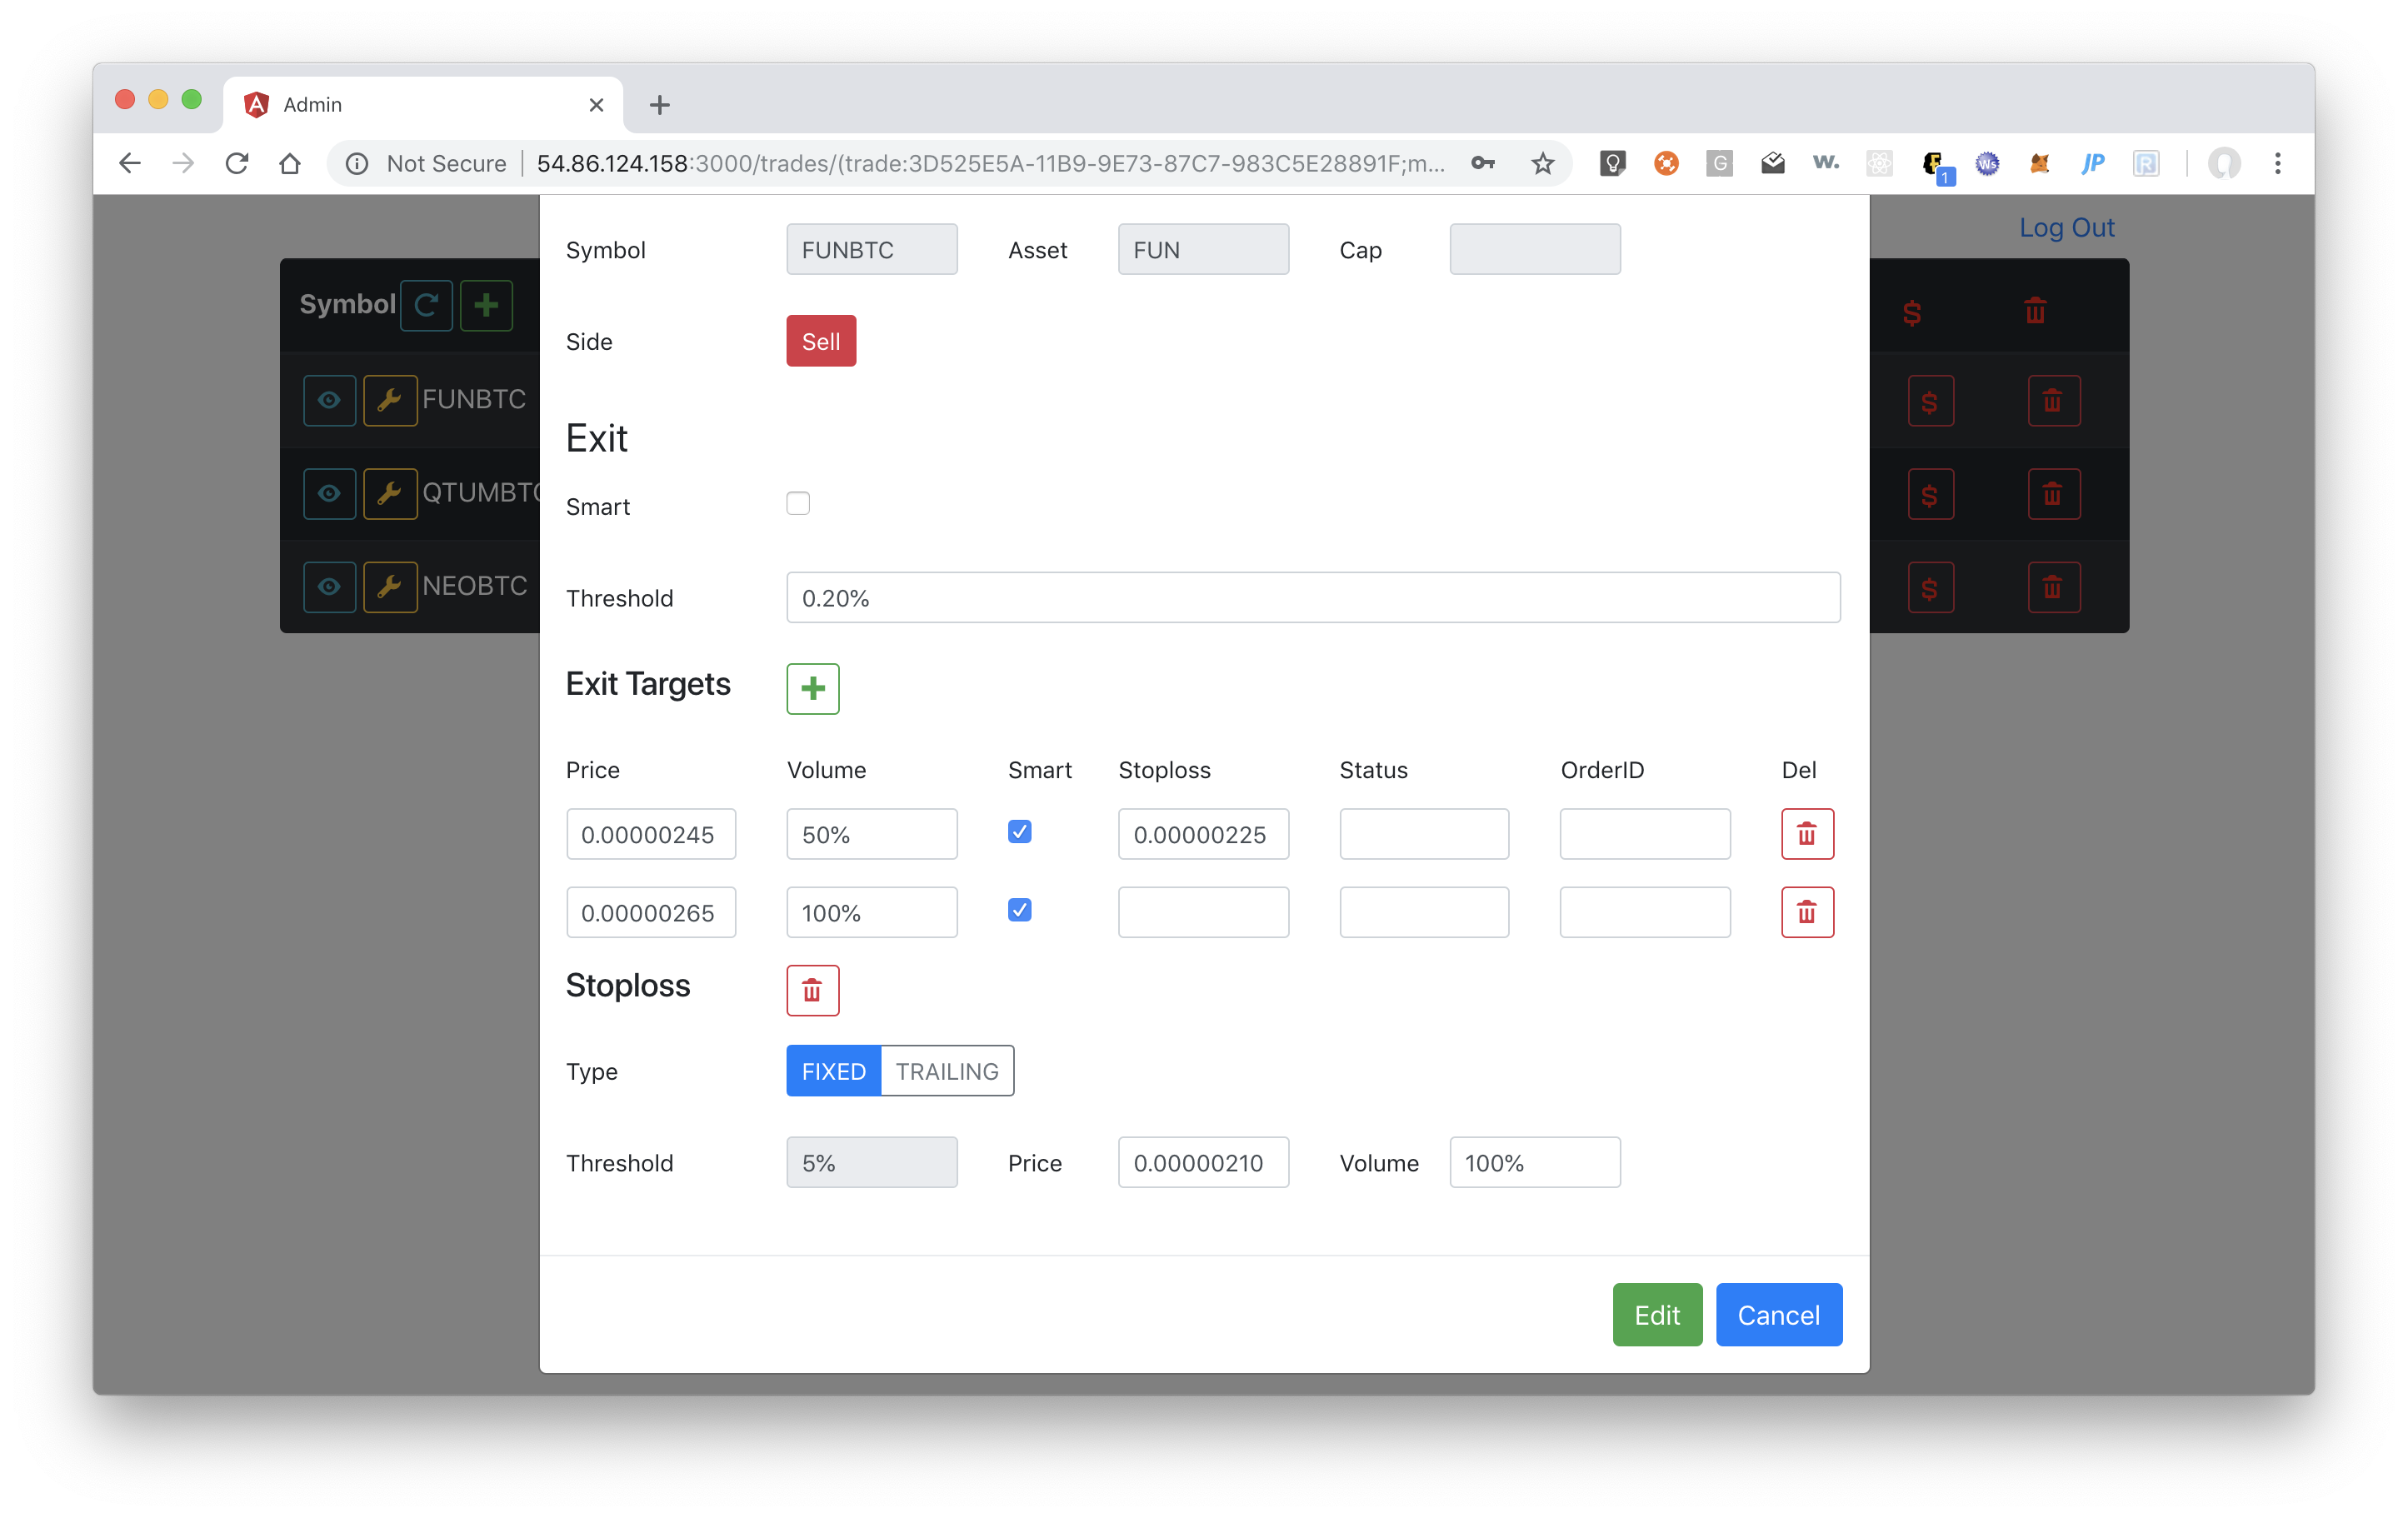 Admin
Not Secure 54.86.124.158:3000/trades/(trade:3D525E5A-11B9-9E73-87C7-983C5E28891F;m...
W. G Ws JP R 1
Log Out
Symbol FUNBTC Asset FUN Cap
Symbol
Side Sell
FUNBTC
Exit
QTUMBTC
Smart
NEOBTC
Threshold 0.20%
Exit Targets
Price Volume Smart Stoploss Status OrderID Del
0.00000245 50% 0.00000225
0.00000265 100%
Stoploss
Type FIXED TRAILING
Threshold 5% Price 0.00000210 Volume 100%
Edit Cancel